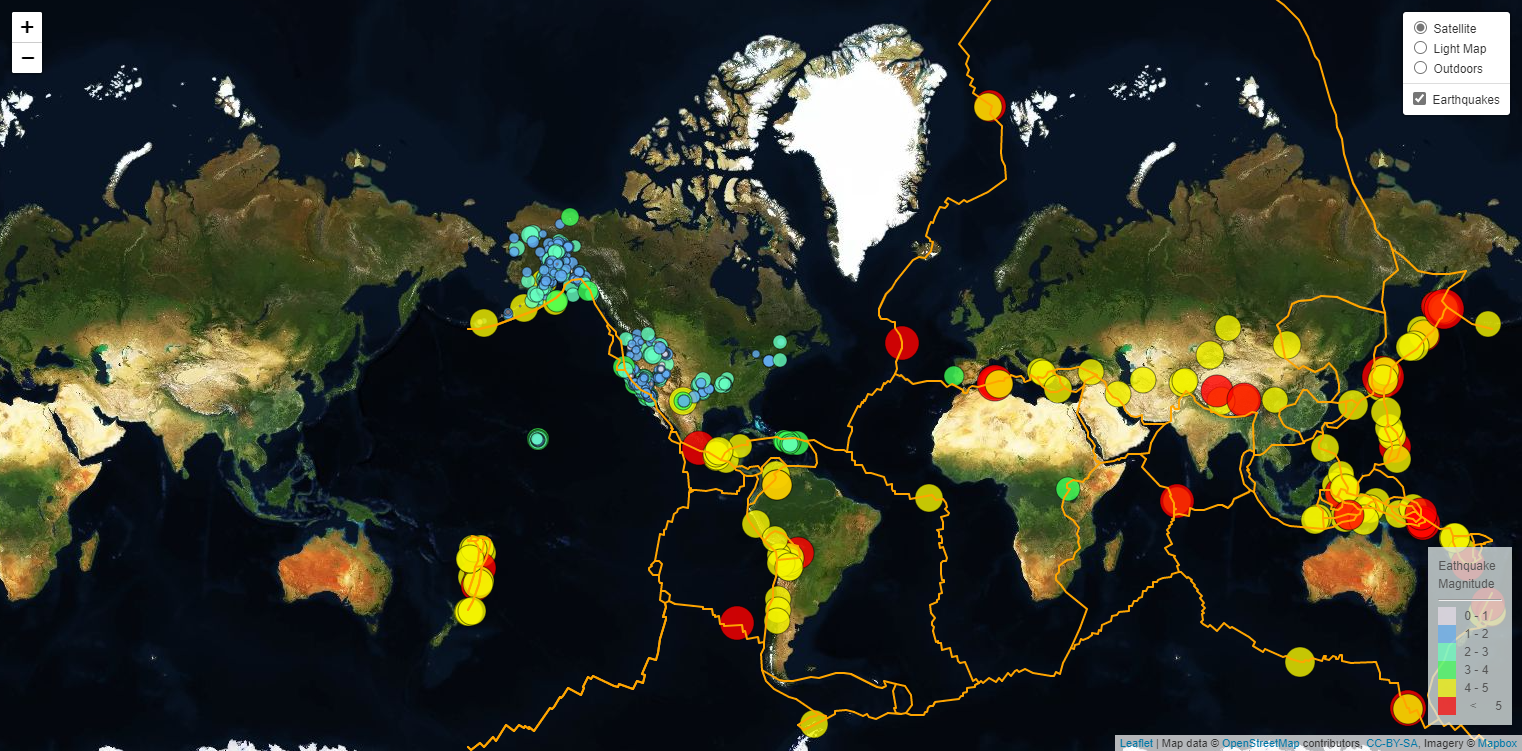 +
−
Satellite
Light Map
Outdoors
Earthquakes
Eathquake
Magnitude
0 - 1
1 - 2
2 - 3
3 - 4
4 - 5
< 5
Leaflet | Map data © OpenStreetMap contributors, CC-BY-SA, Imagery © Mapbox